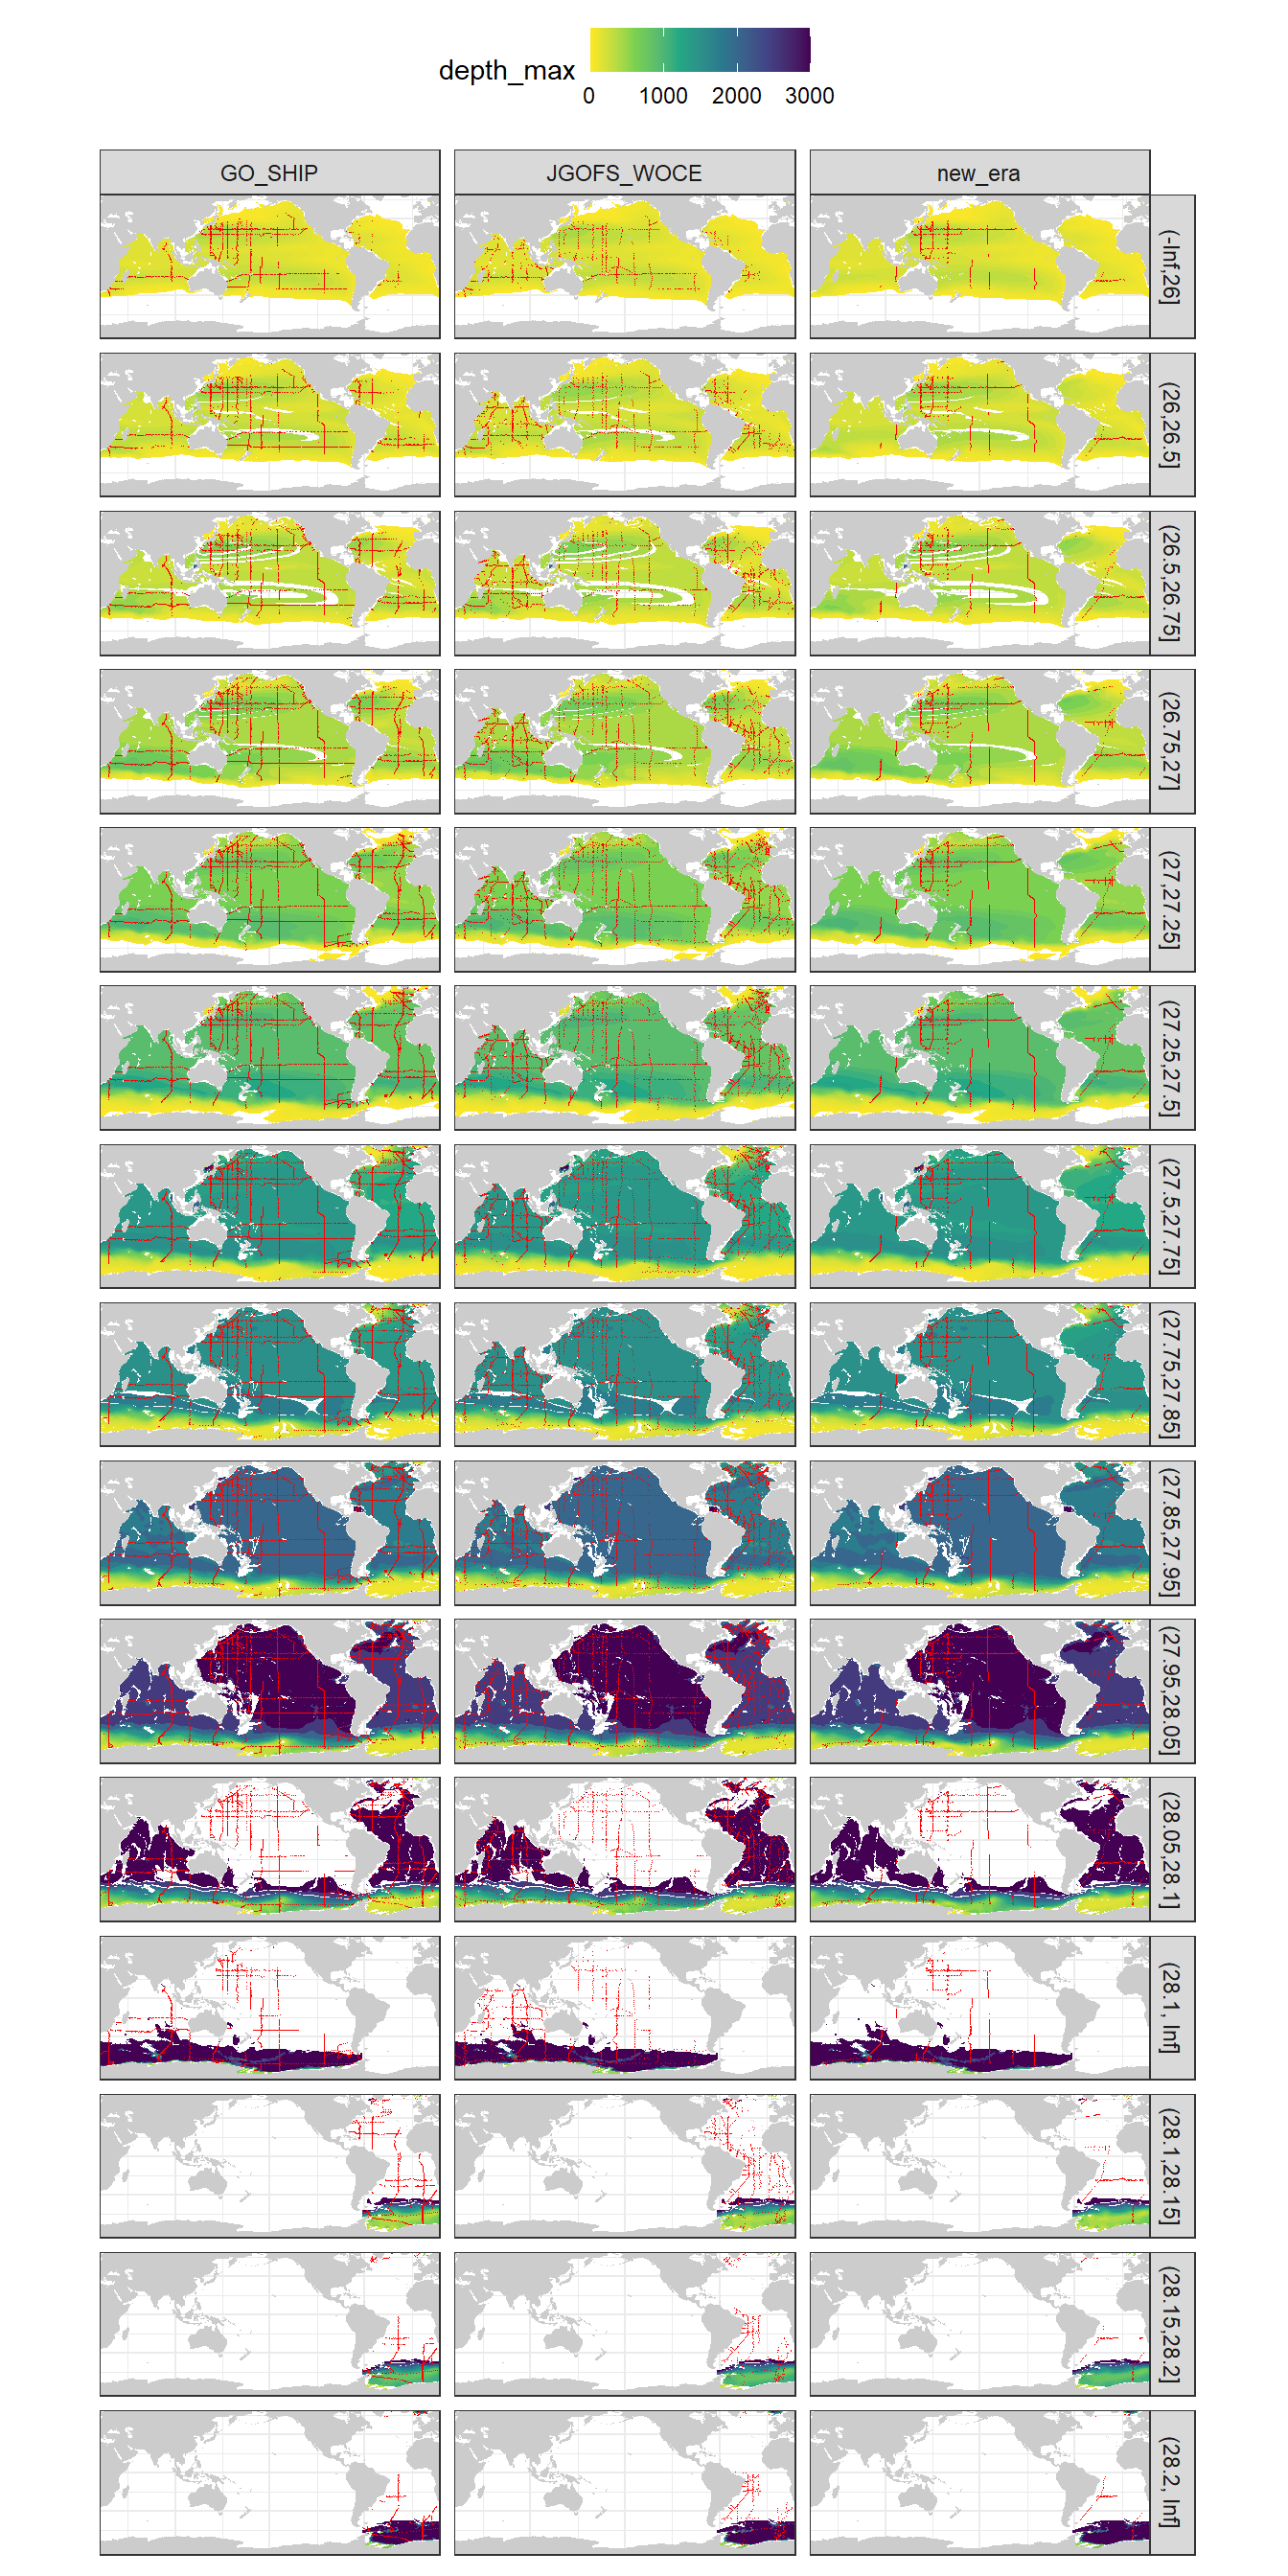 depth_max
0 1000 2000 3000
GO_SHIP JGOFS_WOCE new_era
(-Inf,26]
(26,26.5]
(26.5,26.75]
(26.75,27]
(27,27.25]
(27.25,27.5]
(27.5,27.75]
(27.75,27.85]
(27.85,27.95]
(27.95,28.05]
(28.05,28.1]
(28.1, Inf]
(28.1,28.15]
(28.15,28.2]
(28.2, Inf]